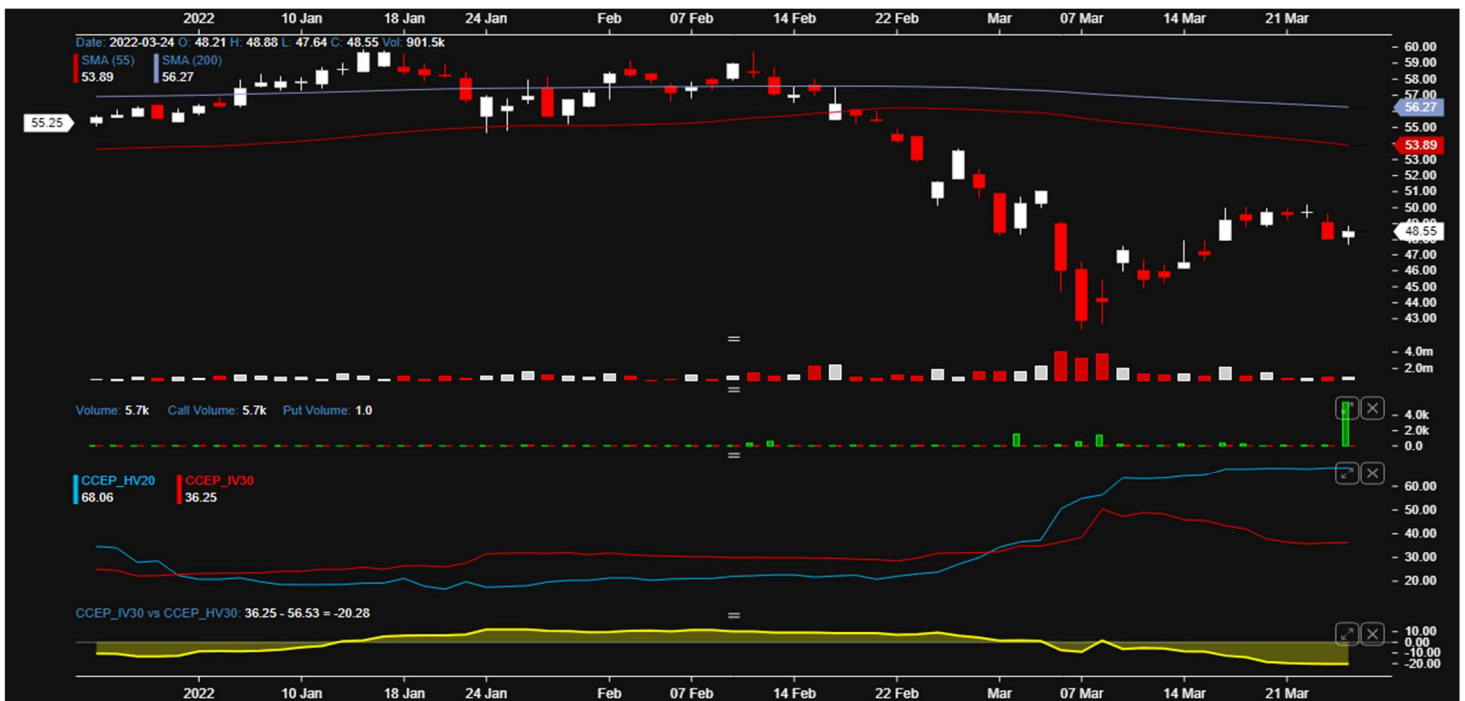 2022 10 Jan 18 Jan 24 Jan Feb 07 Feb 14 Feb 22 Feb Mar 07 Mar 14 Mar 21 Mar
Date: 2022-03-24 O: 48.21 H: 48.88 L: 47.64 C: 48.55 Vol: 901.5k
SMA (55) SMA (200)
53.89 56.27
55.25
60.00
59.00
58.00
57.00
56.27
55.00
53.89
53.00
52.00
51.00
50.00
48.55
47.00
46.00
45.00
44.00
43.00
4.0m
2.0m
Volume: 5.7k Call Volume: 5.7k Put Volume: 1.0
4.0k
2.0k
0.0
CCEP_HV20 CCEP_IV30
68.06 36.25
60.00
50.00
40.00
30.00
20.00
CCEP_IV30 vs CCEP_HV30: 36.25 - 56.53 = -20.28
10.00
0.00
-10.00
-20.00
2022 10 Jan 18 Jan 24 Jan Feb 07 Feb 14 Feb 22 Feb Mar 07 Mar 14 Mar 21 Mar